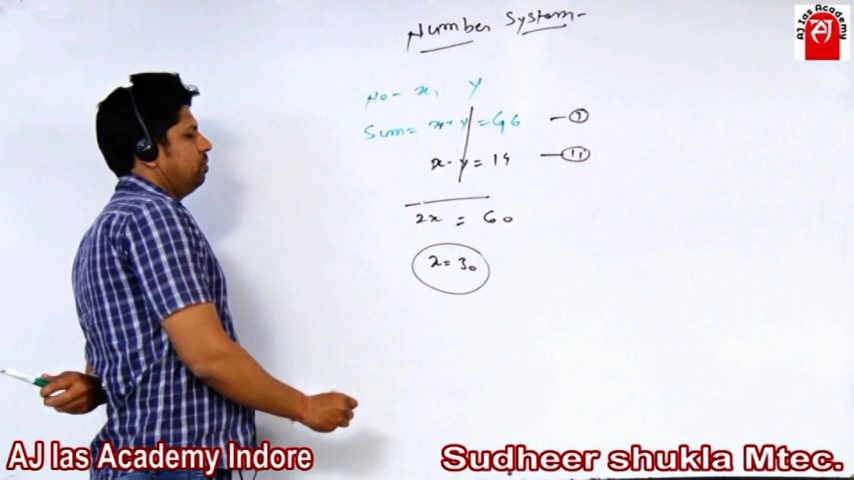 Number System-
AJ Ias Academy
AJ
No- x, y
Sum= x+y = 46 - (i)
x-y = 14 - (ii)
2x = 60
x= 30
AJ Ias Academy Indore
Sudheer shukla Mtec.